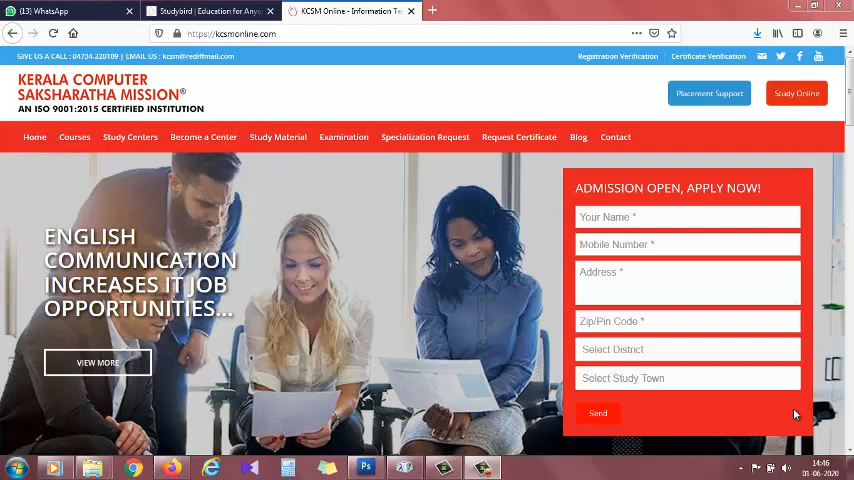 (13) WhatsApp
Studybird | Education for Anyo
KCSM Online - Information Te
https://kcsmonline.com
GIVE US A CALL : 04734-220109 | EMAIL US : kcsm@rediffmail.com
Registration Verification | Certificate Verification
KERALA COMPUTER
SAKSHARATHA MISSION®
AN ISO 9001:2015 CERTIFIED INSTITUTION
Placement Support
Study Online
Home Courses Study Centers Become a Center Study Material Examination Specialization Request Request Certificate Blog Contact
ENGLISH
COMMUNICATION
INCREASES IT JOB
OPPORTUNITIES...
VIEW MORE
ADMISSION OPEN, APPLY NOW!
Your Name *
Mobile Number *
Address *
Zip/Pin Code *
Select District
Select Study Town
Send
Ps
14:46
01-06-2020